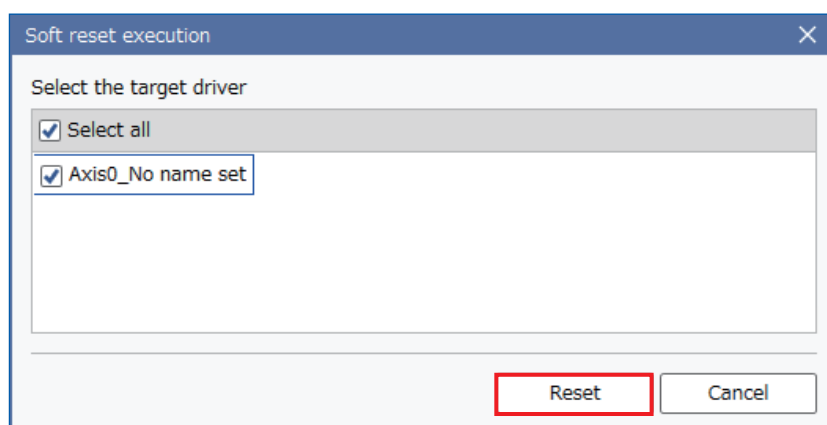 Soft reset execution
Select the target driver
Select all
Axis0_No name set
Reset
Cancel